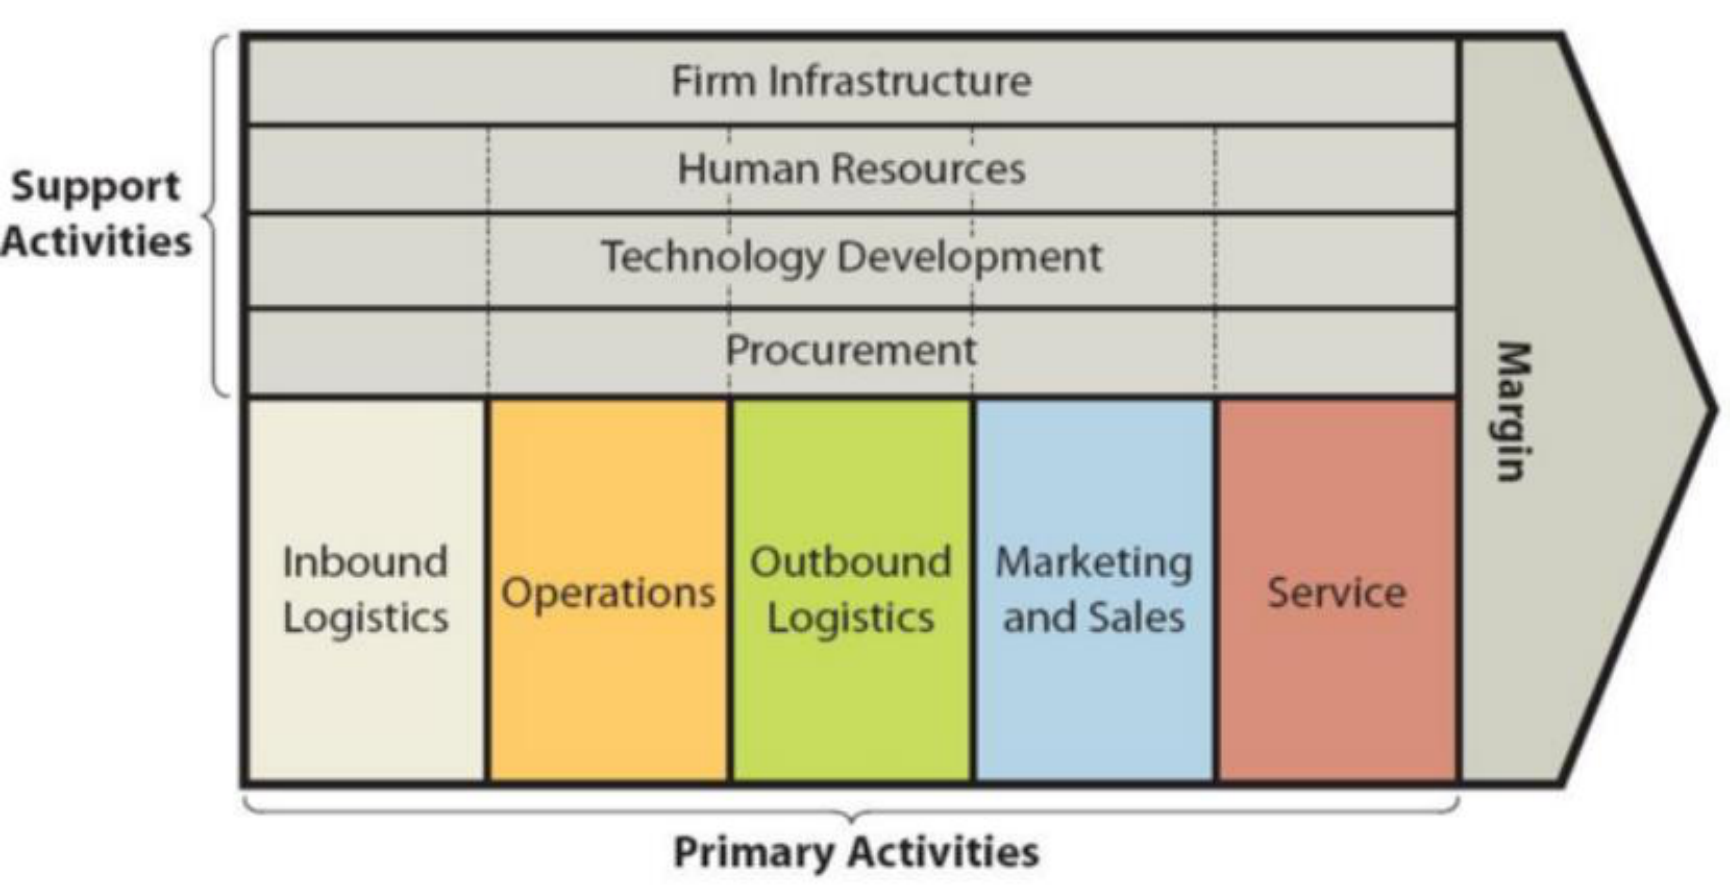 Firm Infrastructure
Human Resources
Support
Activities
Technology Development
Procurement
Margin
Inbound
Logistics
Operations
Outbound
Logistics
Marketing
and Sales
Service
Primary Activities